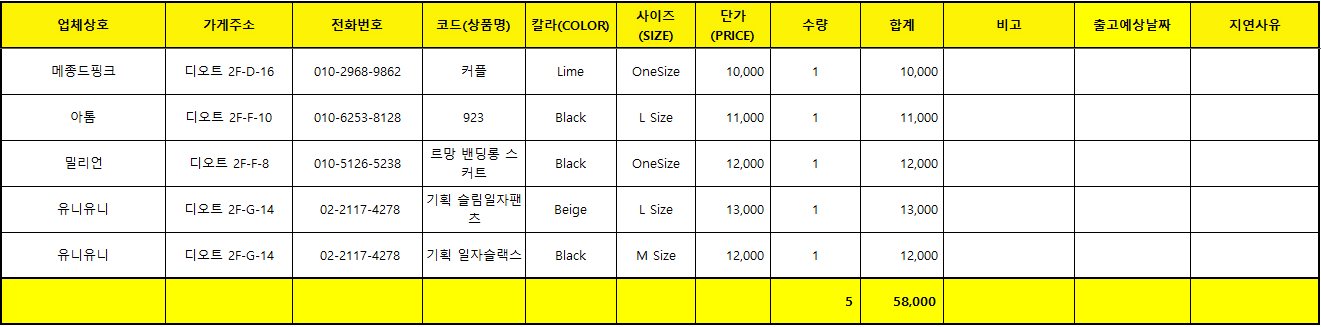 업체상호 가게주소 전화번호 코드(상품명) 칼라(COLOR) 사이즈 (SIZE) 단가 (PRICE) 수량 합계 비고 출고예상날짜 지연사유
메종드핑크 디오트 2F-D-16 010-2968-9862 커플 Lime OneSize 10,000 1 10,000
아톰 디오트 2F-F-10 010-6253-8128 923 Black L Size 11,000 1 11,000
밀리언 디오트 2F-F-8 010-5126-5238 르망 밴딩롱 스커트 Black OneSize 12,000 1 12,000
유니유니 디오트 2F-G-14 02-2117-4278 기획 슬림일자팬츠 Beige L Size 13,000 1 13,000
유니유니 디오트 2F-G-14 02-2117-4278 기획 일자슬랙스 Black M Size 12,000 1 12,000
5 58,000